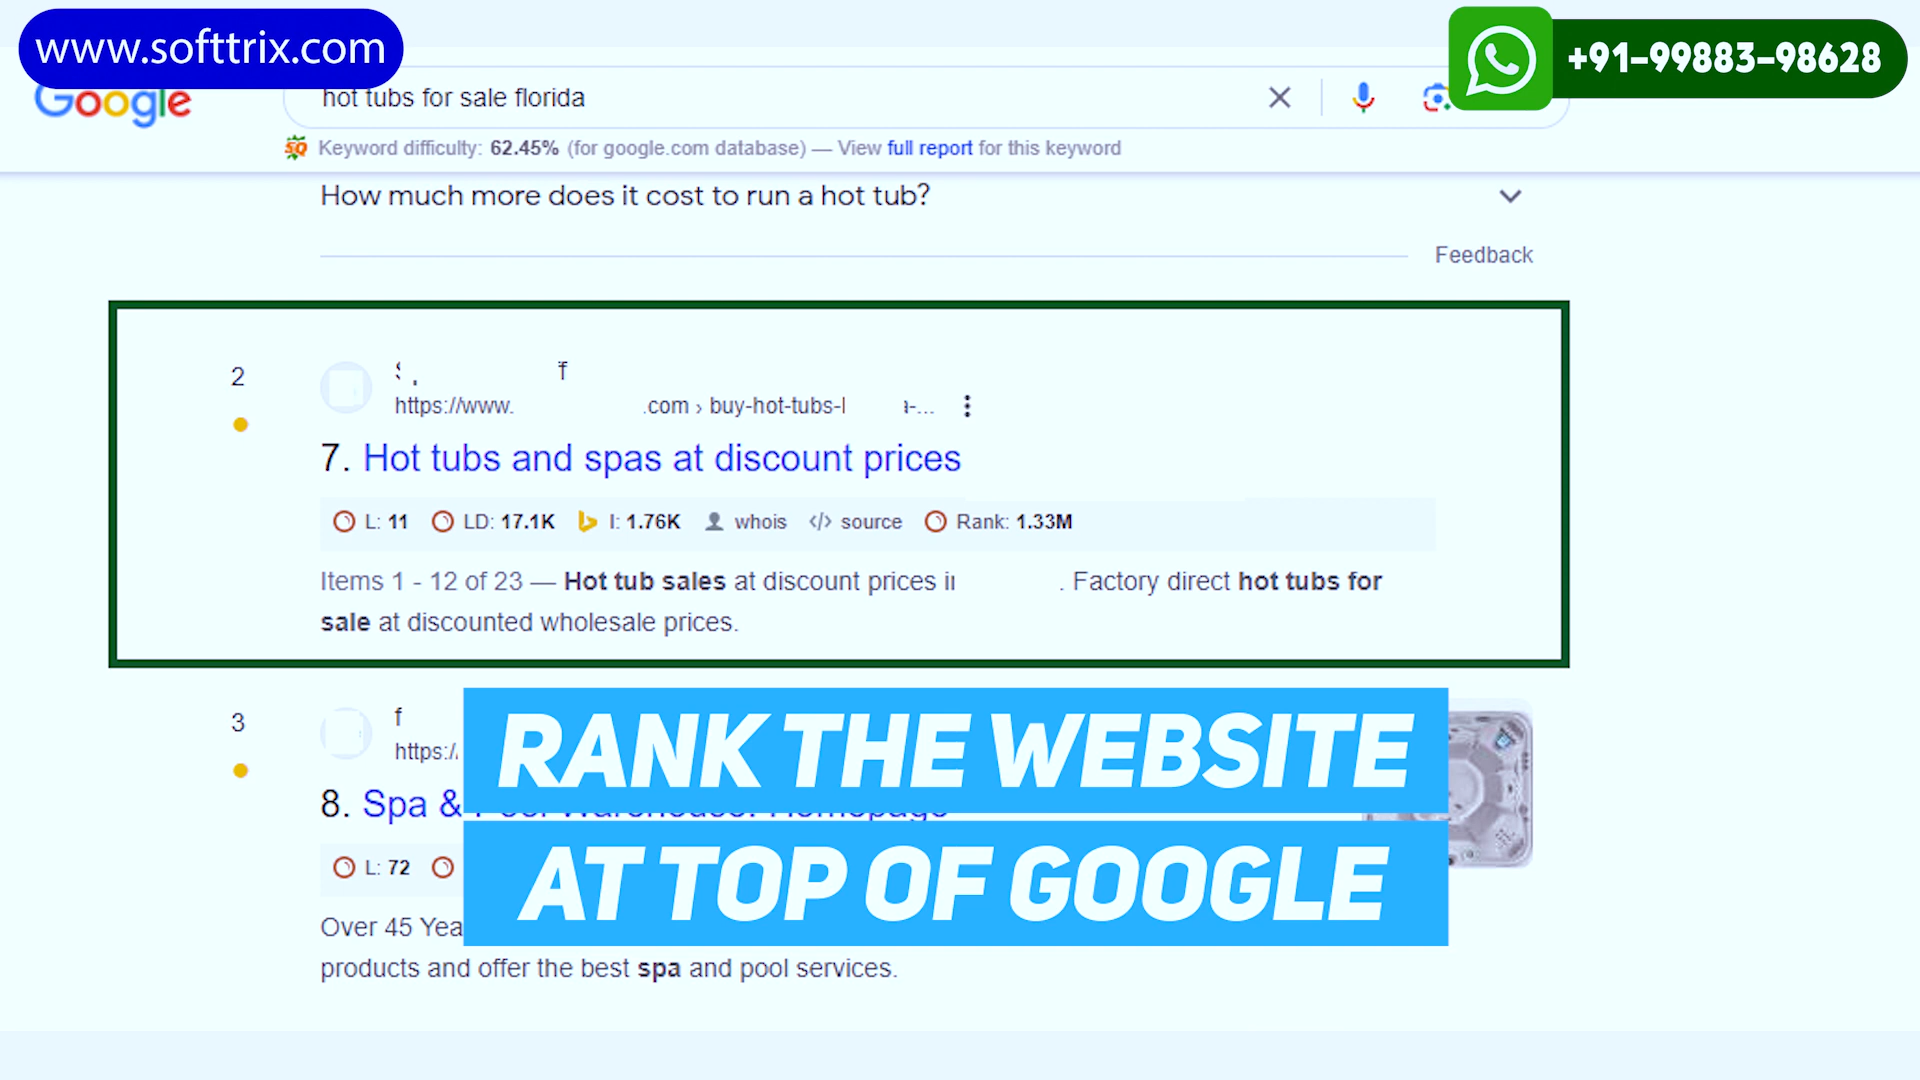 www.softtrix.com
+91-99883-98628
Google
hot tubs for sale florida
Keyword difficulty: 62.45% (for google.com database) — View full report for this keyword
How much more does it cost to run a hot tub?
Feedback
2
f
https://www. .com › buy-hot-tubs- -...
7. Hot tubs and spas at discount prices
L: 11 LD: 17.1K I: 1.76K whois </> source Rank: 1.33M
Items 1 - 12 of 23 — Hot tub sales at discount prices . Factory direct hot tubs for
sale at discounted wholesale prices.
3
f
https:/
RANK THE WEBSITE
8. Spa &
AT TOP OF GOOGLE
L: 72
Over 45 Yea
products and offer the best spa and pool services.